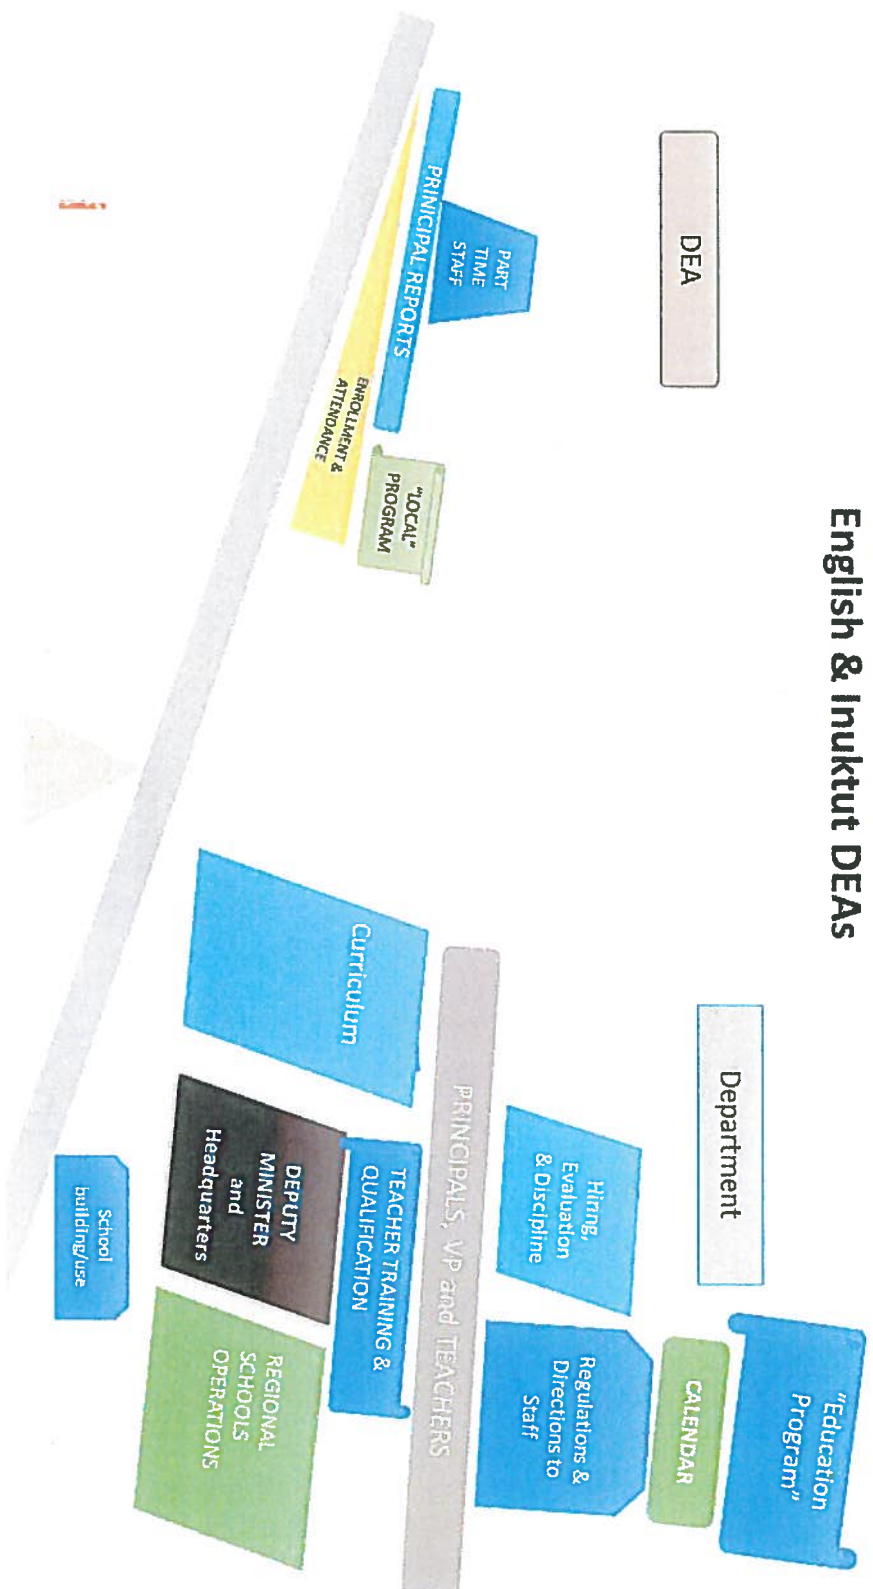 English & Inuktut DEAs
DEA
Department
"Education
Program"
CALENDAR
PART
TIME
STAFF
Hiring,
Evaluation
& Discipline
Regulations &
Directions to
Staff
PRINICIPAL REPORTS
"LOCAL"
PROGRAM
PRINCIPALS, VP and TEACHERS
ENROLLMENT &
ATTENDANCE
Curriculum
TEACHER TRAINING &
QUALIFICATION
DEPUTY
MINISTER
and
Headquarters
REGIONAL
SCHOOLS
OPERATIONS
School
building/use